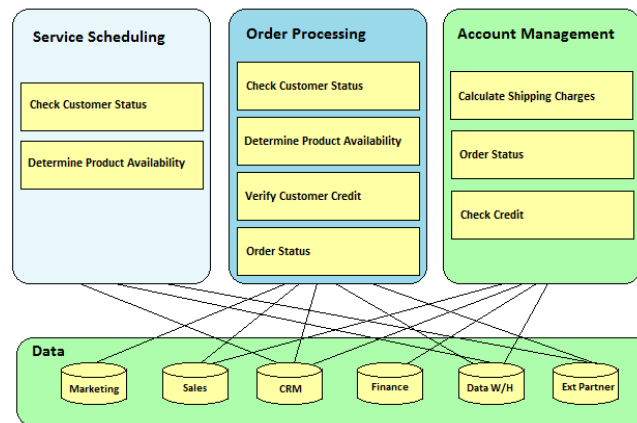 Service Scheduling
Check Customer Status
Determine Product Availability
Order Processing
Check Customer Status
Determine Product Availability
Verify Customer Credit
Order Status
Account Management
Calculate Shipping Charges
Order Status
Check Credit
Data
Marketing
Sales
CRM
Finance
Data W/H
Ext Partner